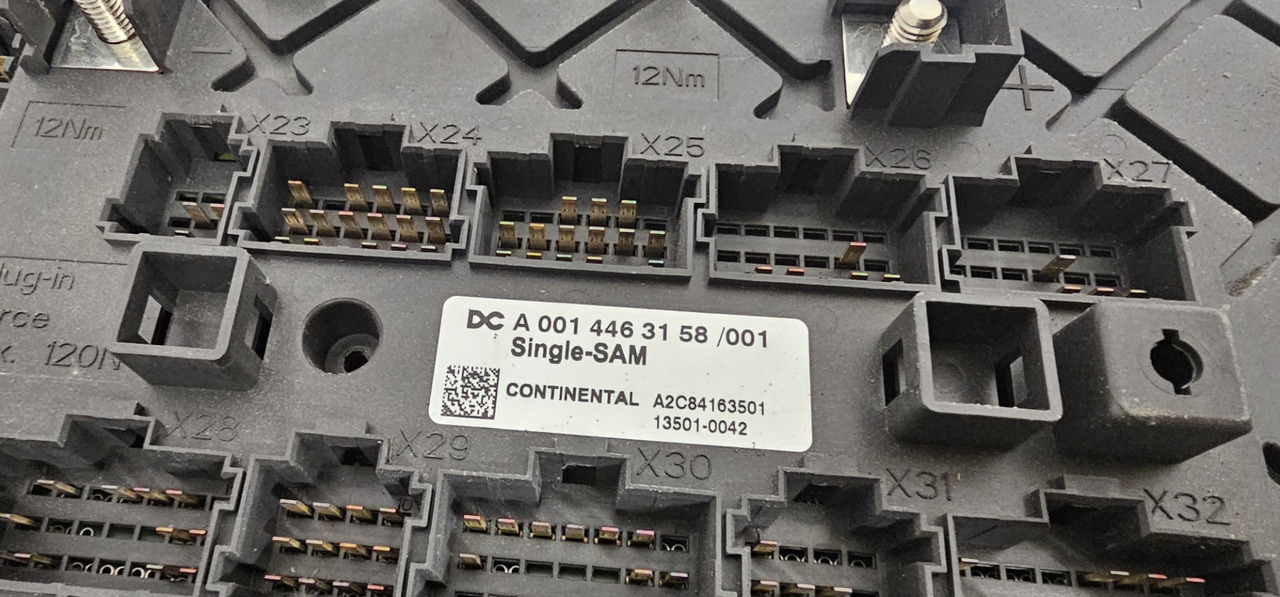 12Nm
12Nm
+
X23
X24
X25
X26
X27
DC A 001 446 31 58 /001
Single-SAM
CONTINENTAL A2C84163501
13501-0042
X28
X29
X30
X31
X32